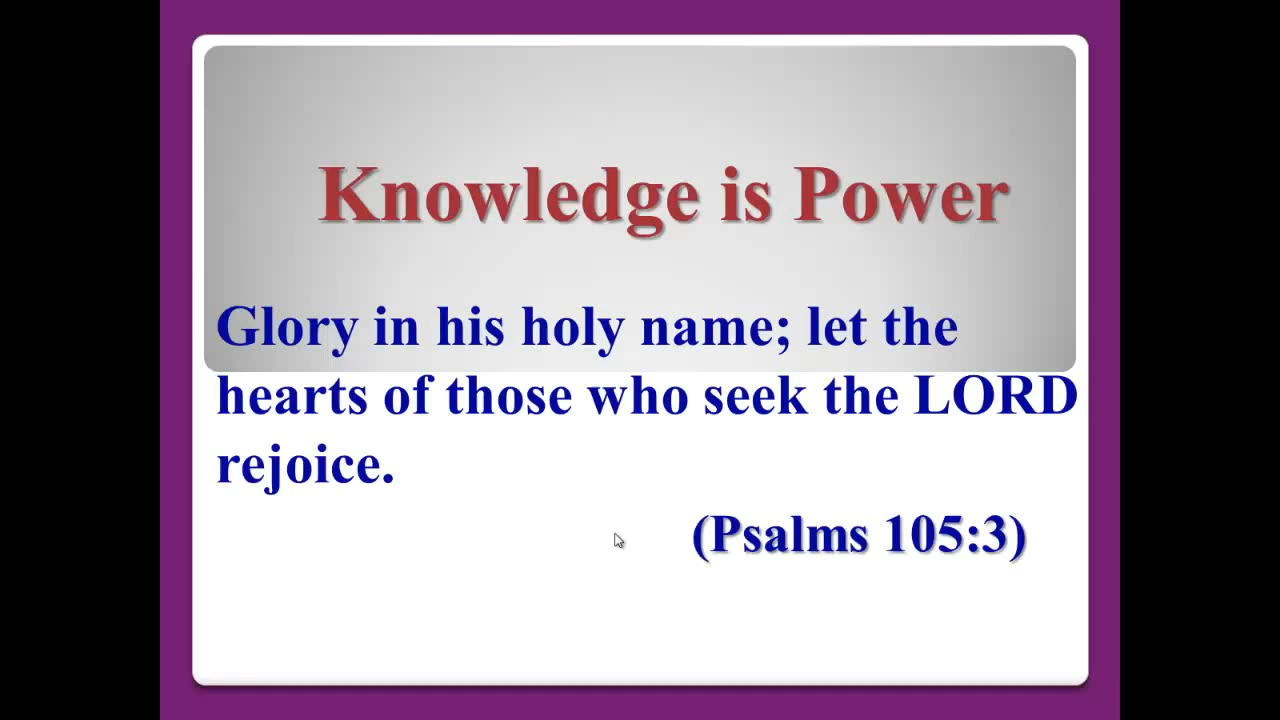 Knowledge is Power
Glory in his holy name; let the
hearts of those who seek the LORD
rejoice.
(Psalms 105:3)